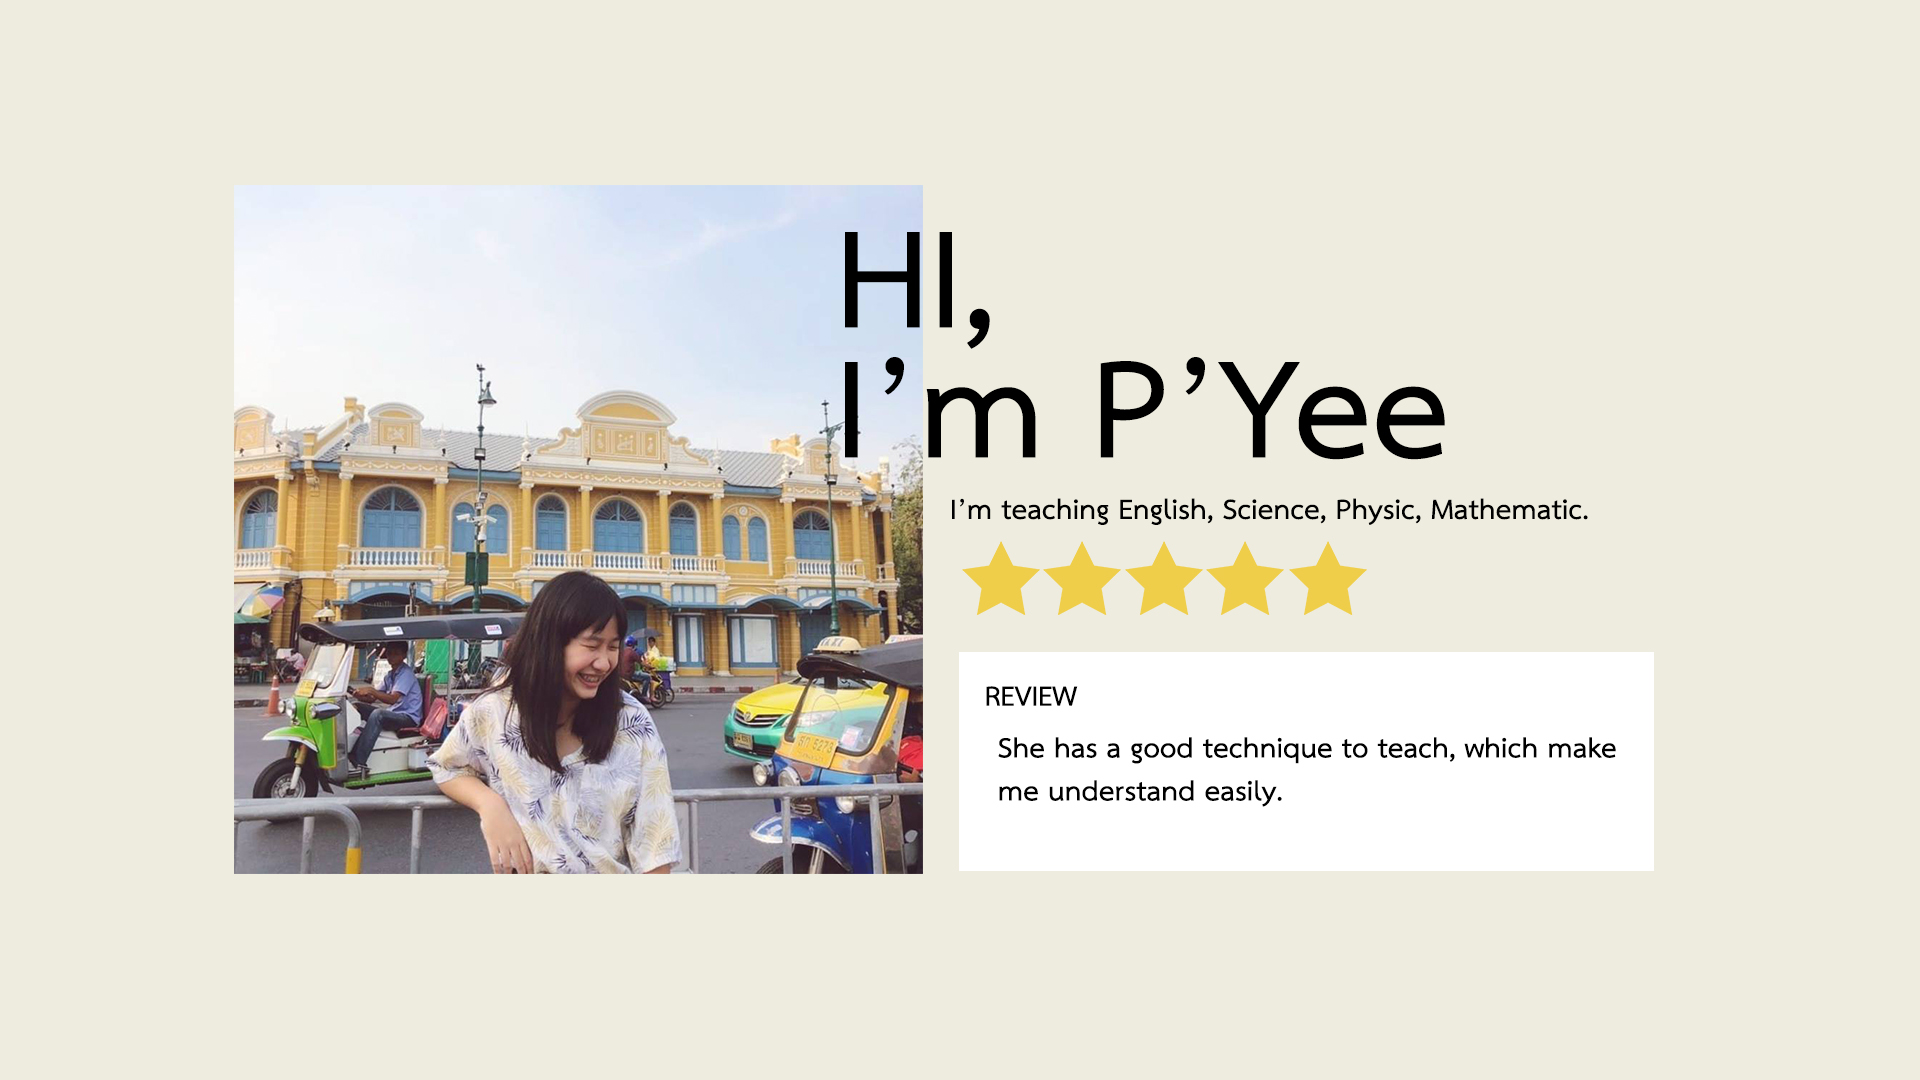 HI,
I’m P’Yee
I’m teaching English, Science, Physic, Mathematic.
REVIEW
She has a good technique to teach, which make
me understand easily.